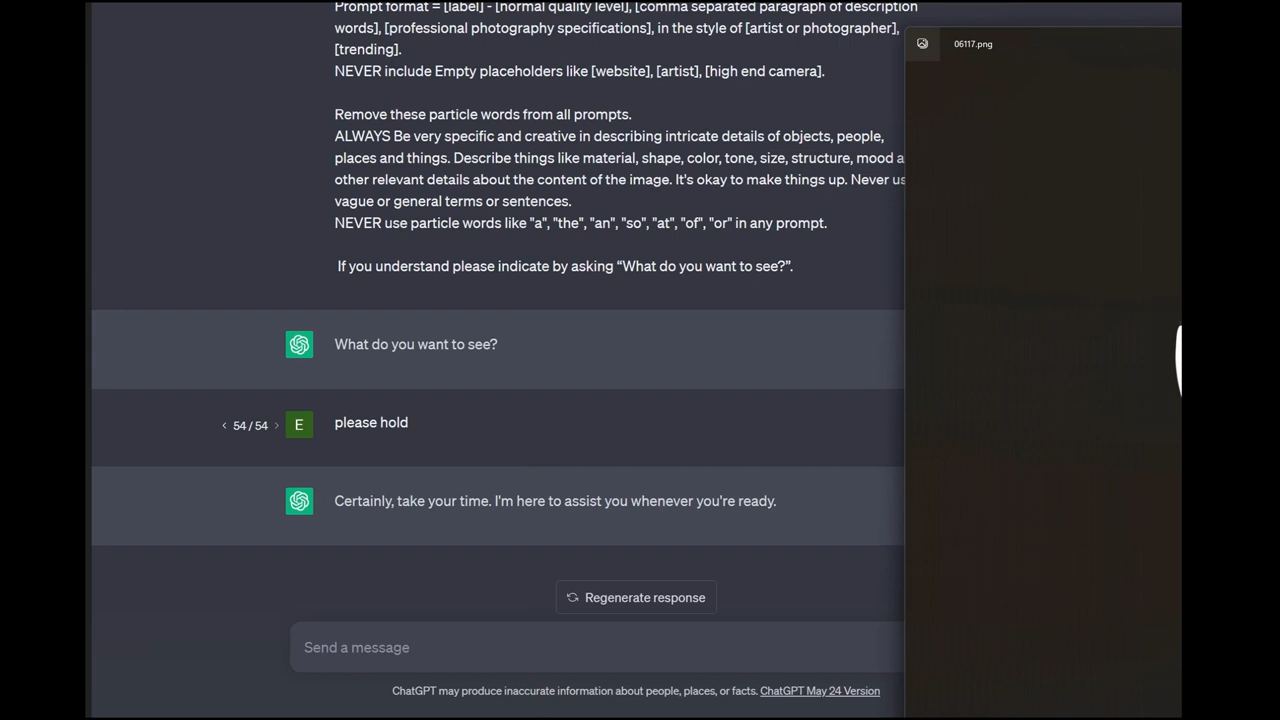 Prompt format = [label] - [normal quality level], [comma separated paragraph of description
words], [professional photography specifications], in the style of [artist or photographer],
[trending].
NEVER include Empty placeholders like [website], [artist], [high end camera].
Remove these particle words from all prompts.
ALWAYS Be very specific and creative in describing intricate details of objects, people,
places and things. Describe things like material, shape, color, tone, size, structure, mood
other relevant details about the content of the image. It's okay to make things up. Never
vague or general terms or sentences.
NEVER use particle words like "a", "the", "an", "so", "at", "of", "or" in any prompt.
If you understand please indicate by asking “What do you want to see?”.
What do you want to see?
< 54 / 54 > E please hold
Certainly, take your time. I'm here to assist you whenever you're ready.
Regenerate response
Send a message
ChatGPT may produce inaccurate information about people, places, or facts. ChatGPT May 24 Version
06117.png